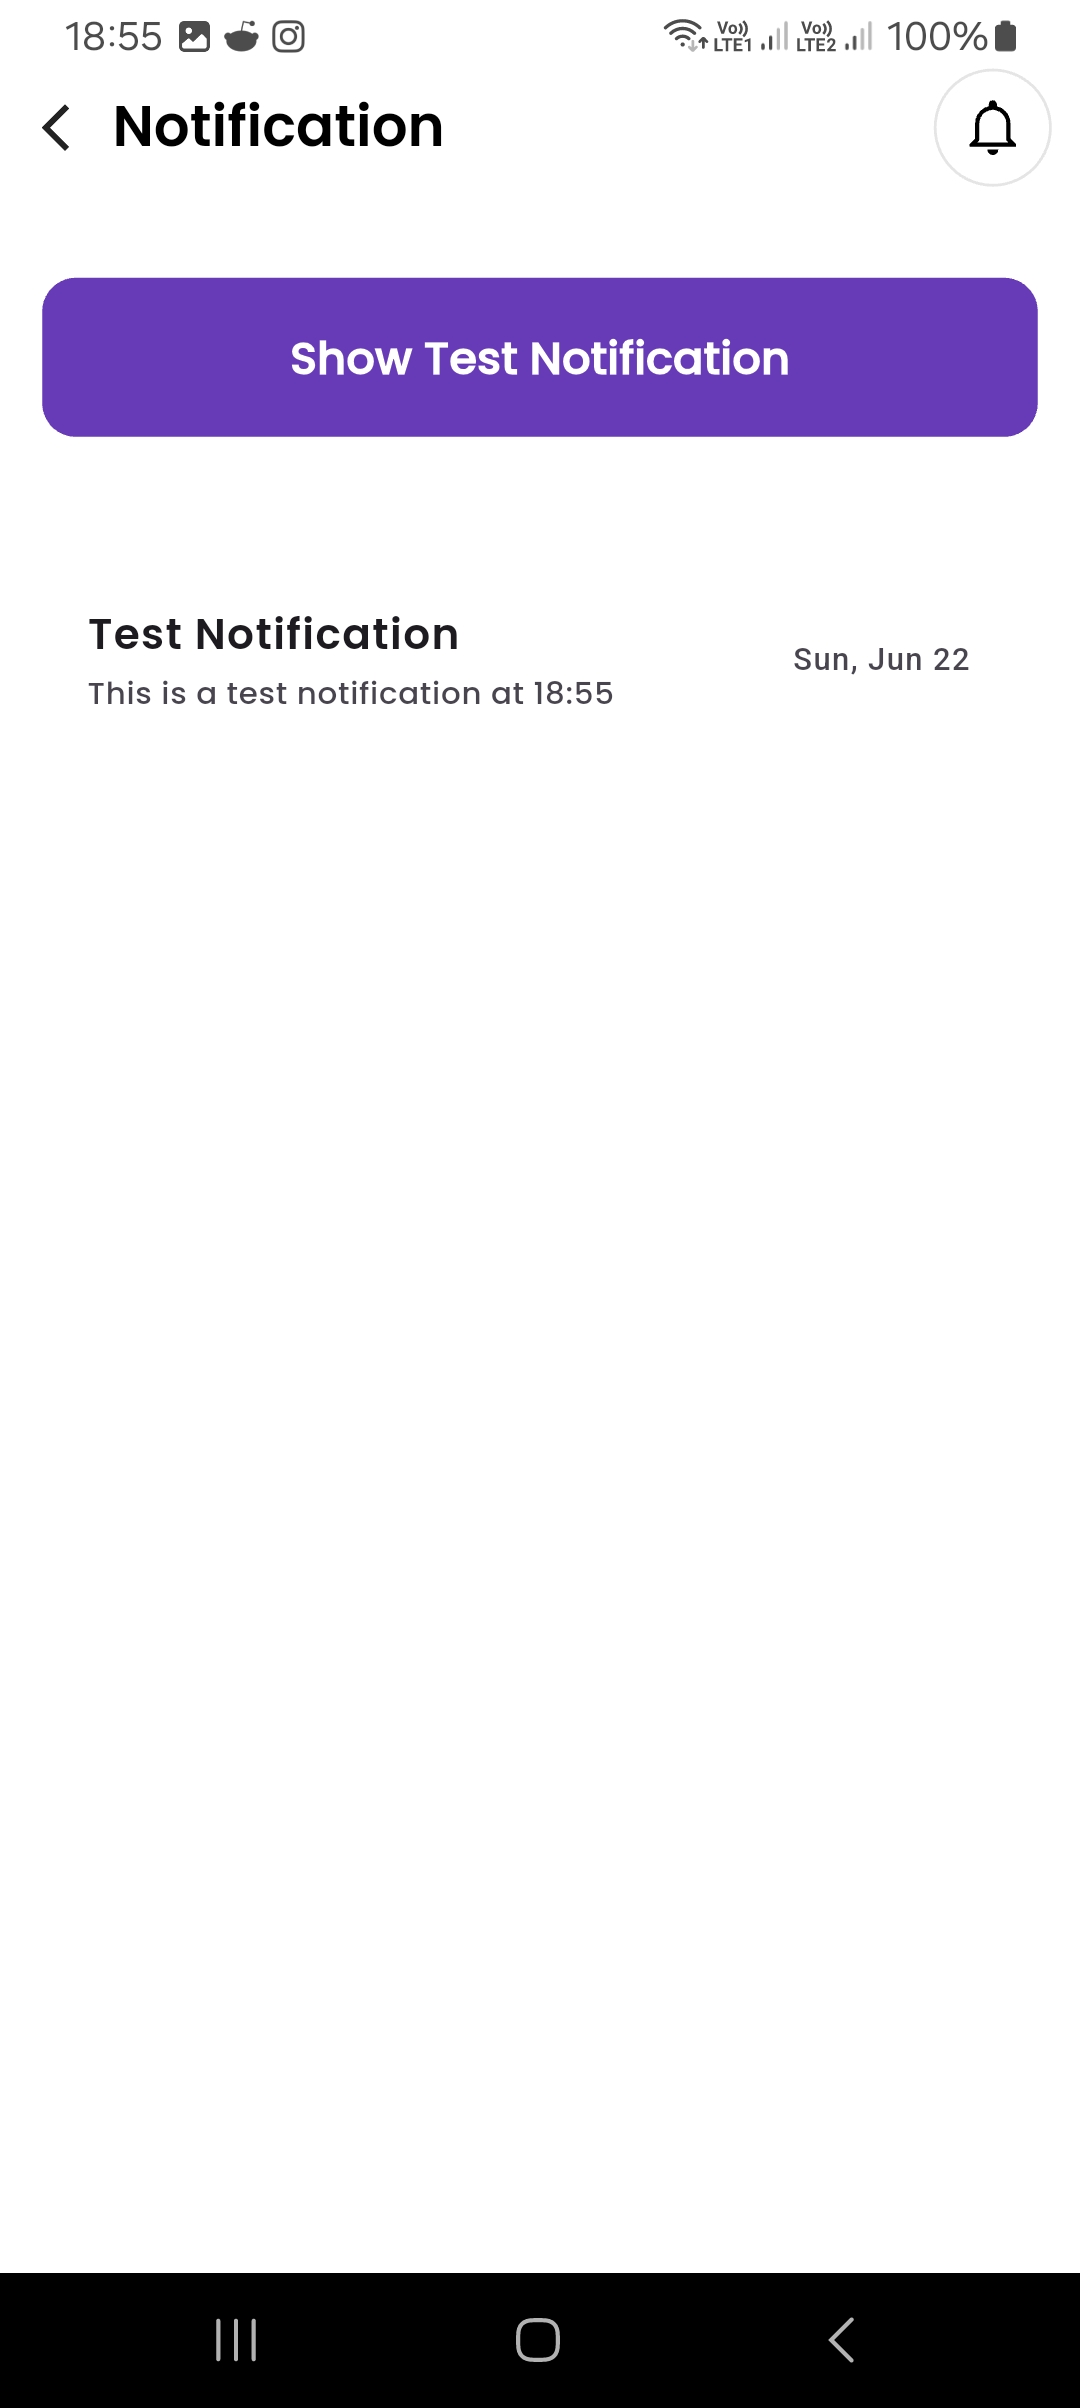 18:55 Vo)) LTE1 Vo)) LTE2 100%
Notification
Show Test Notification
Test Notification
Sun, Jun 22
This is a test notification at 18:55